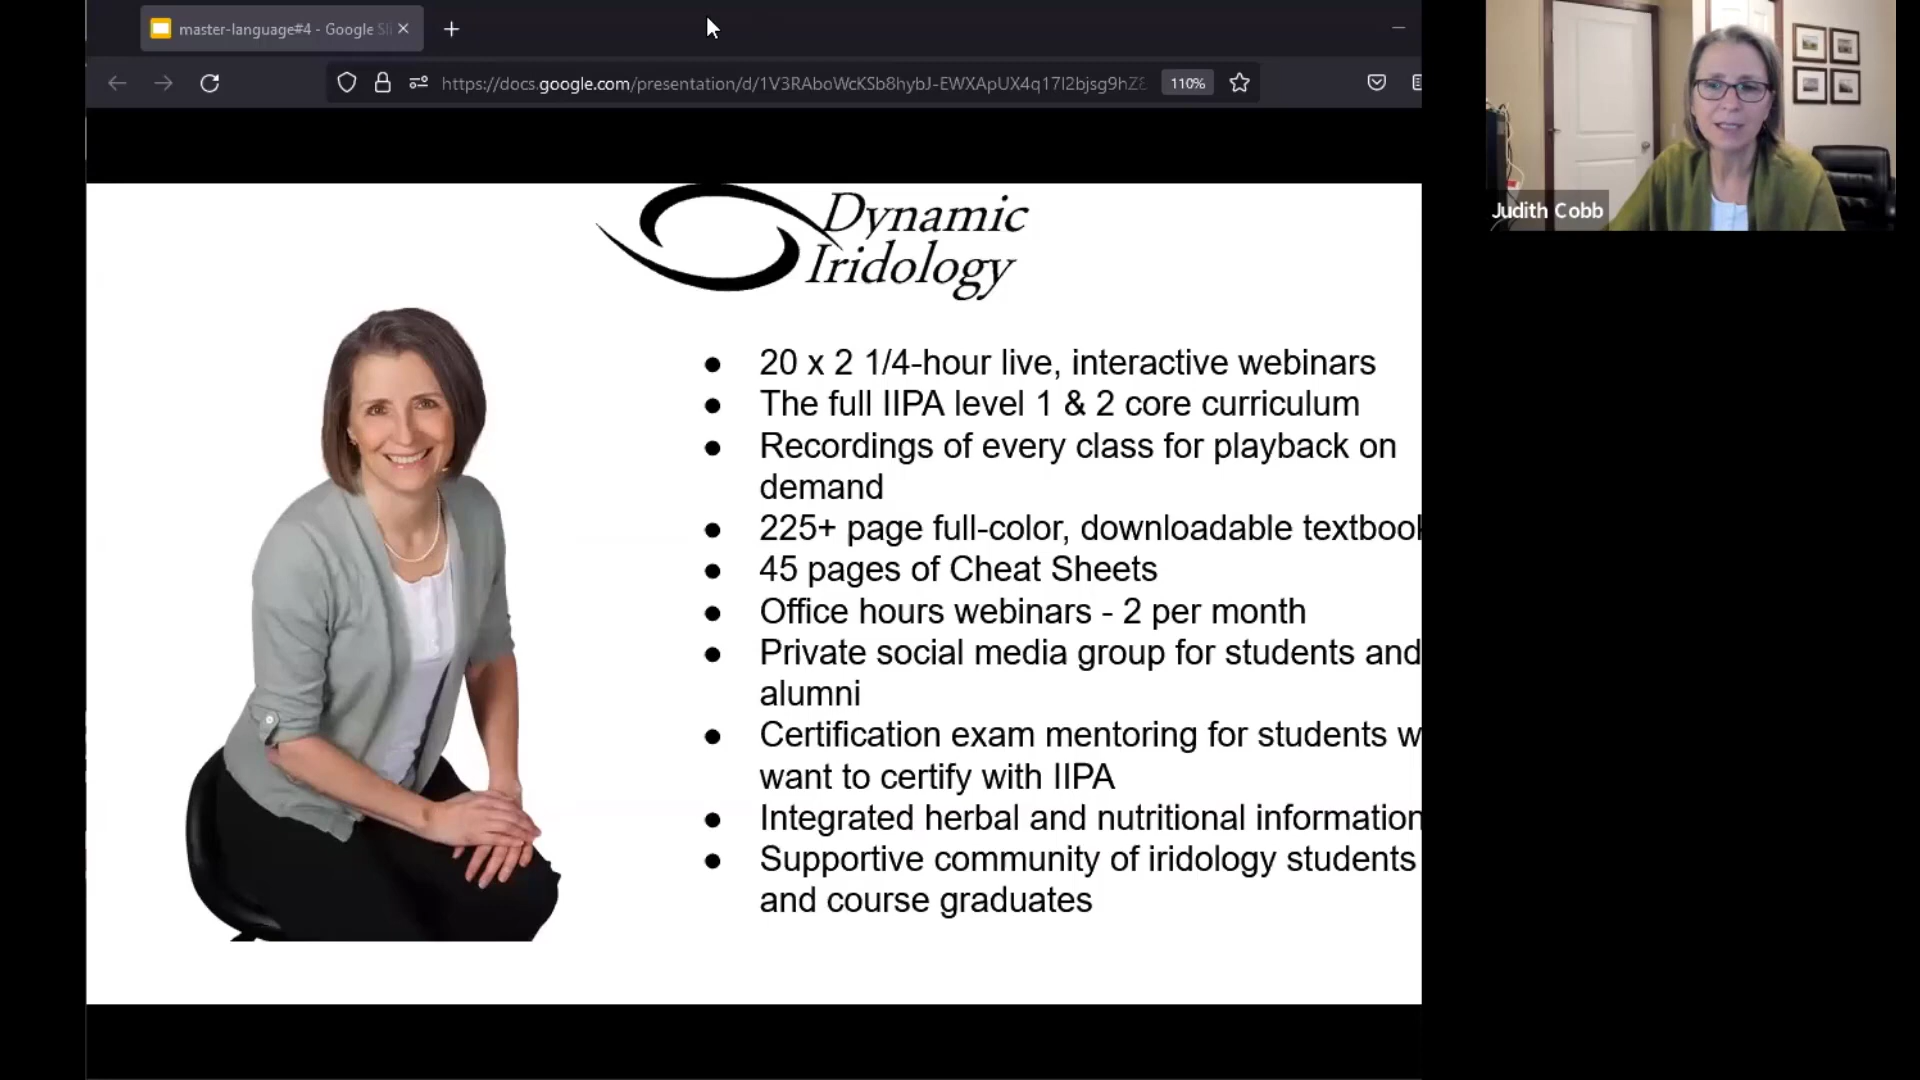 master-language#4 - Google Sli
https://docs.google.com/presentation/d/1V3RAboWcKSb8hybJ-EWXApUX4q17l2bjsg9hZ8
110%
Judith Cobb
Dynamic
Iridology
● 20 x 2 1/4-hour live, interactive webinars
● The full IIPA level 1 & 2 core curriculum
● Recordings of every class for playback on
demand
● 225+ page full-color, downloadable textbook
● 45 pages of Cheat Sheets
● Office hours webinars - 2 per month
● Private social media group for students and
alumni
● Certification exam mentoring for students w
want to certify with IIPA
● Integrated herbal and nutritional information
● Supportive community of iridology students
and course graduates